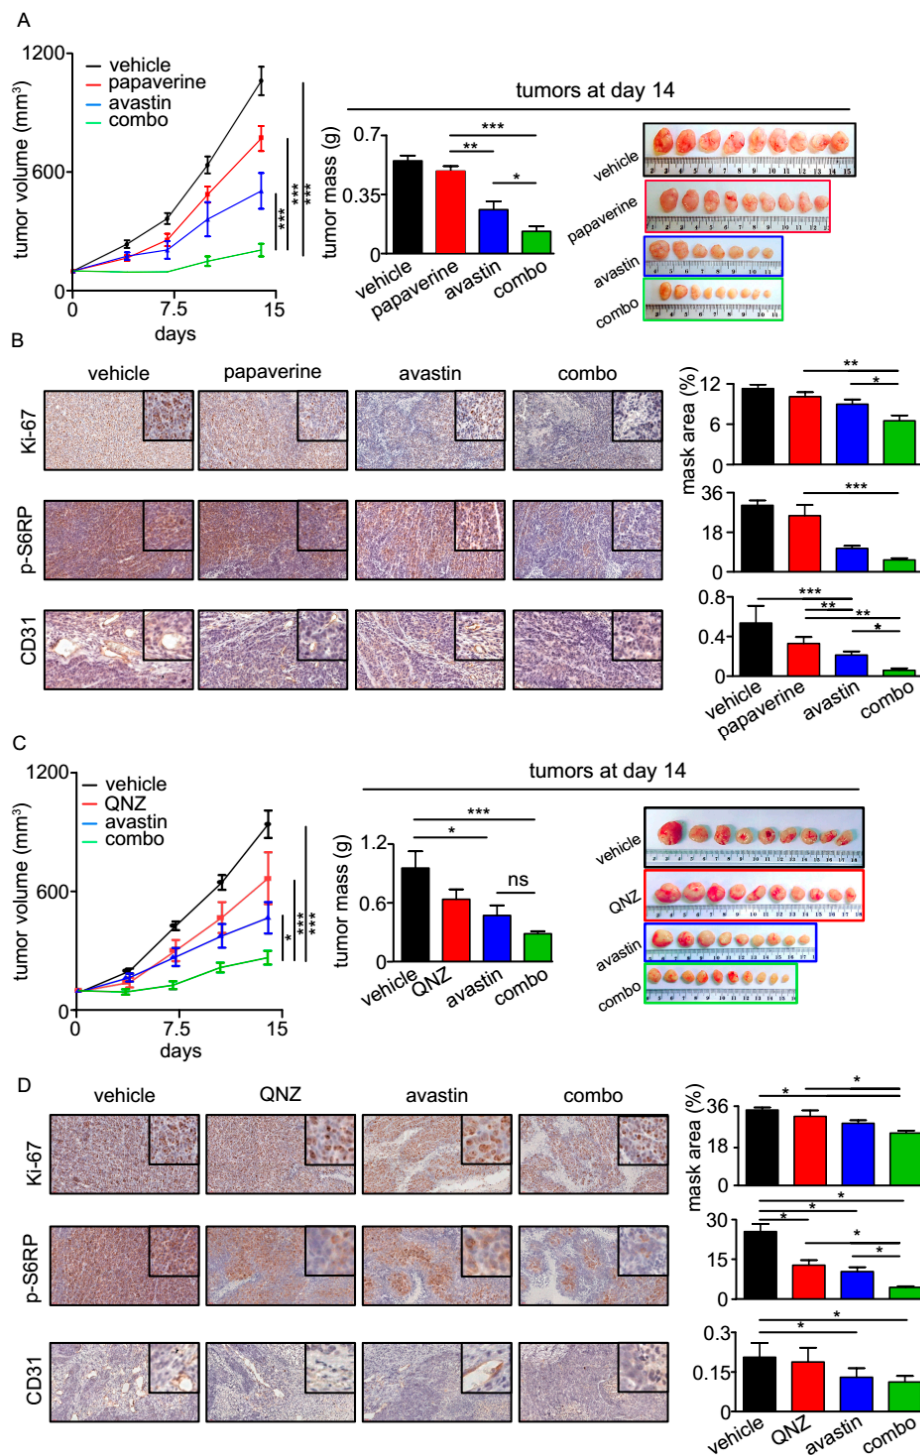 A
1200
600
0
tumor volume (mm³)
vehicle
papaverine
avastin
combo
***
***
***
0
7.5
15
days
tumors at day 14
0.7
0.35
0
tumor mass (g)
***
**
*
vehicle
papaverine
avastin
combo
vehicle
papaverine
avastin
combo
B
vehicle
papaverine
avastin
combo
Ki-67
p-S6RP
CD31
mask area (%)
12
6
0
**
*
36
18
0
***
0.8
0.4
0
***
**
**
*
vehicle
papaverine
avastin
combo
C
1200
600
0
tumor volume (mm³)
vehicle
QNZ
avastin
combo
*
***
***
0
7.5
15
days
tumors at day 14
1.2
0.6
0
tumor mass (g)
***
*
ns
vehicle
QNZ
avastin
combo
vehicle
QNZ
avastin
combo
D
vehicle
QNZ
avastin
combo
Ki-67
p-S6RP
CD31
mask area (%)
36
18
0
*
*
30
15
0
*
*
*
*
*
0.3
0.15
0
*
*
vehicle
QNZ
avastin
combo